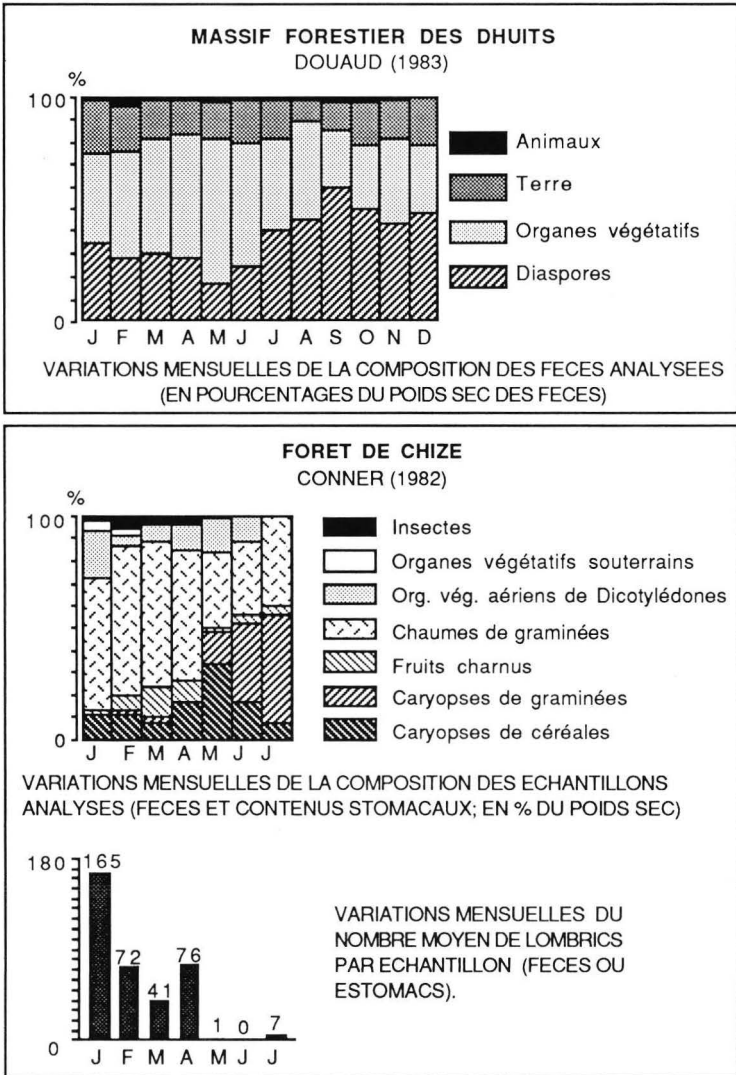 MASSIF FORESTIER DES DHUITS
DOUAUD (1983)
%
100
0
J F M A M J J A S O N D
Animaux
Terre
Organes végétatifs
Diaspores
VARIATIONS MENSUELLES DE LA COMPOSITION DES FECES ANALYSEES
(EN POURCENTAGES DU POIDS SEC DES FECES)
FORET DE CHIZE
CONNER (1982)
%
100
0
J F M A M J J
Insectes
Organes végétatifs souterrains
Org. vég. aériens de Dicotylédones
Chaumes de graminées
Fruits charnus
Caryopses de graminées
Caryopses de céréales
VARIATIONS MENSUELLES DE LA COMPOSITION DES ECHANTILLONS
ANALYSES (FECES ET CONTENUS STOMACAUX; EN % DU POIDS SEC)
180
165
72
41
76
1
0
7
0
J F M A M J J
VARIATIONS MENSUELLES DU
NOMBRE MOYEN DE LOMBRICS
PAR ECHANTILLON (FECES OU
ESTOMACS).